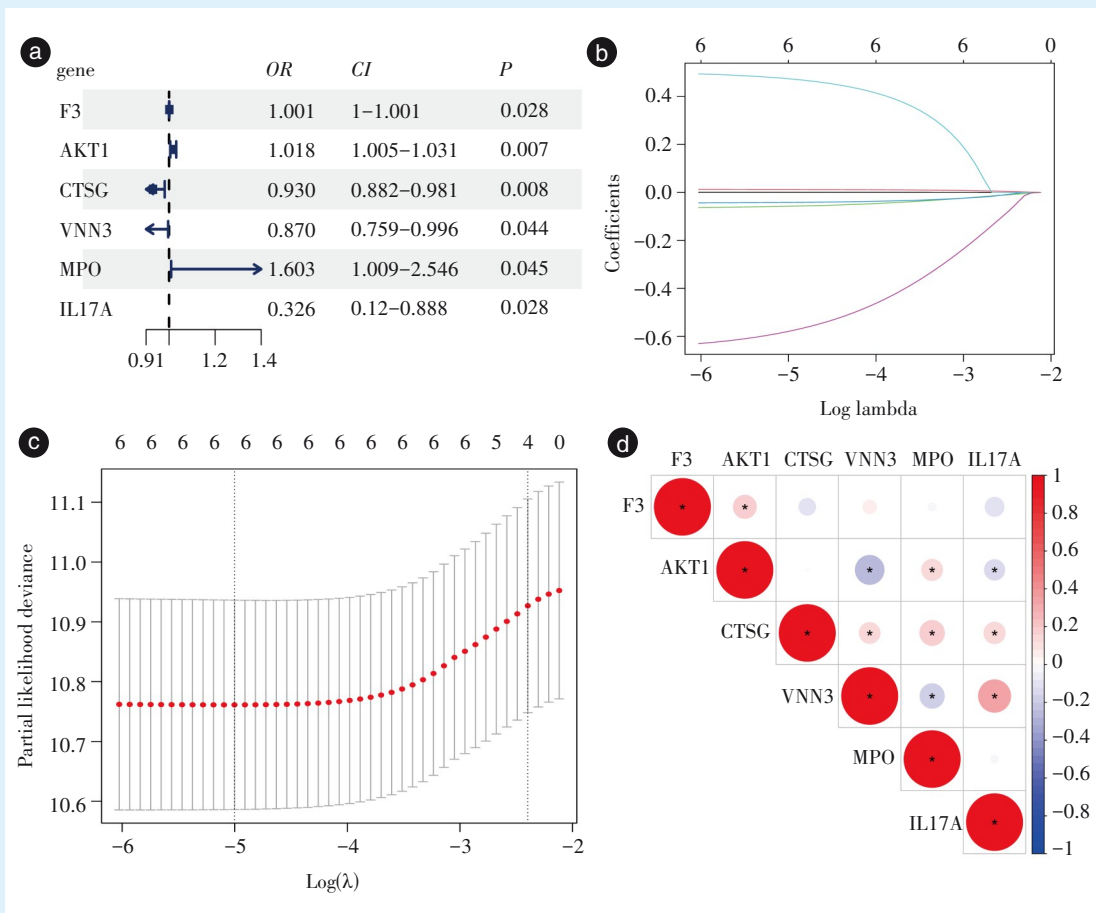 a
gene OR CI P
F3 1.001 1–1.001 0.028
AKT1 1.018 1.005–1.031 0.007
CTSG 0.930 0.882–0.981 0.008
VNN3 0.870 0.759–0.996 0.044
MPO 1.603 1.009–2.546 0.045
IL17A 0.326 0.12–0.888 0.028
0.91 1.2 1.4
b
6 6 6 6 0
0.4
0.2
0.0
−0.2
−0.4
−0.6
Coefficients
−6 −5 −4 −3 −2
Log lambda
c
6 6 6 6 6 6 6 6 6 6 6 6 5 4 0
11.1
11.0
10.9
10.8
10.7
10.6
Partial likelihood deviance
−6 −5 −4 −3 −2
Log(λ)
d
F3 AKT1 CTSG VNN3 MPO IL17A
F3 * *
AKT1 * * * *
CTSG * * * *
VNN3 * * *
MPO *
IL17A *
1
0.8
0.6
0.4
0.2
0
−0.2
−0.4
−0.6
−0.8
−1